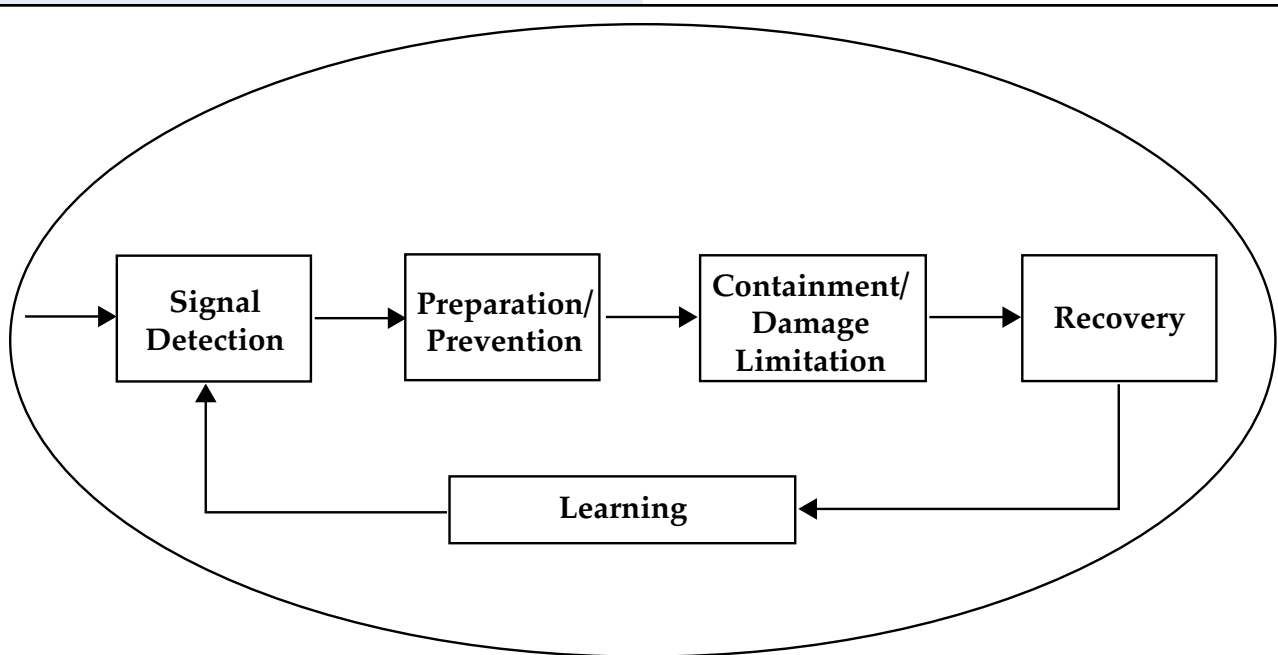 Signal
Detection
Preparation/
Prevention
Containment/
Damage
Limitation
Recovery
Learning